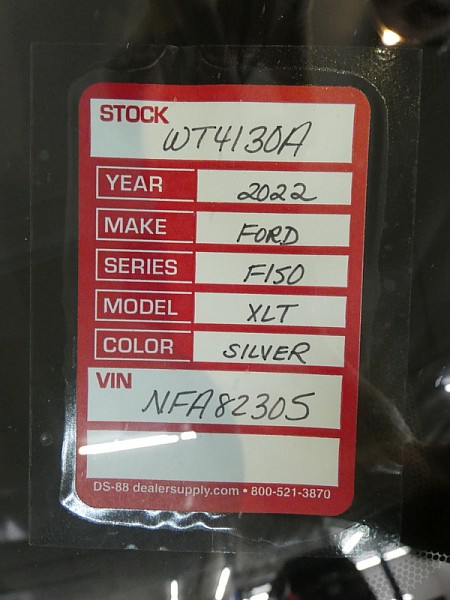 STOCK
WT4130A
YEAR 2022
MAKE FORD
SERIES F150
MODEL XLT
COLOR SILVER
VIN
NFA82305
DS-88 dealersupply.com • 800-521-3870